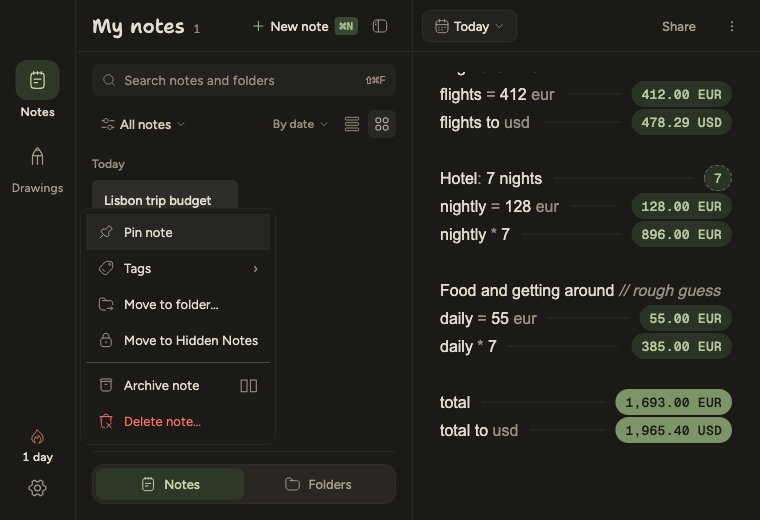 My notes 1
+ New note ⌘N
Search notes and folders ⇧⌘F
All notes
By date
Today
Lisbon trip budget
Pin note
Tags ›
Move to folder...
Move to Hidden Notes
Archive note
Delete note...
Notes
Folders
Notes
Drawings
1 day
Today
Share
flights = 412 eur 412.00 EUR
flights to usd 478.29 USD
Hotel: 7 nights 7
nightly = 128 eur 128.00 EUR
nightly * 7 896.00 EUR
Food and getting around // rough guess
daily = 55 eur 55.00 EUR
daily * 7 385.00 EUR
total 1,693.00 EUR
total to usd 1,965.40 USD